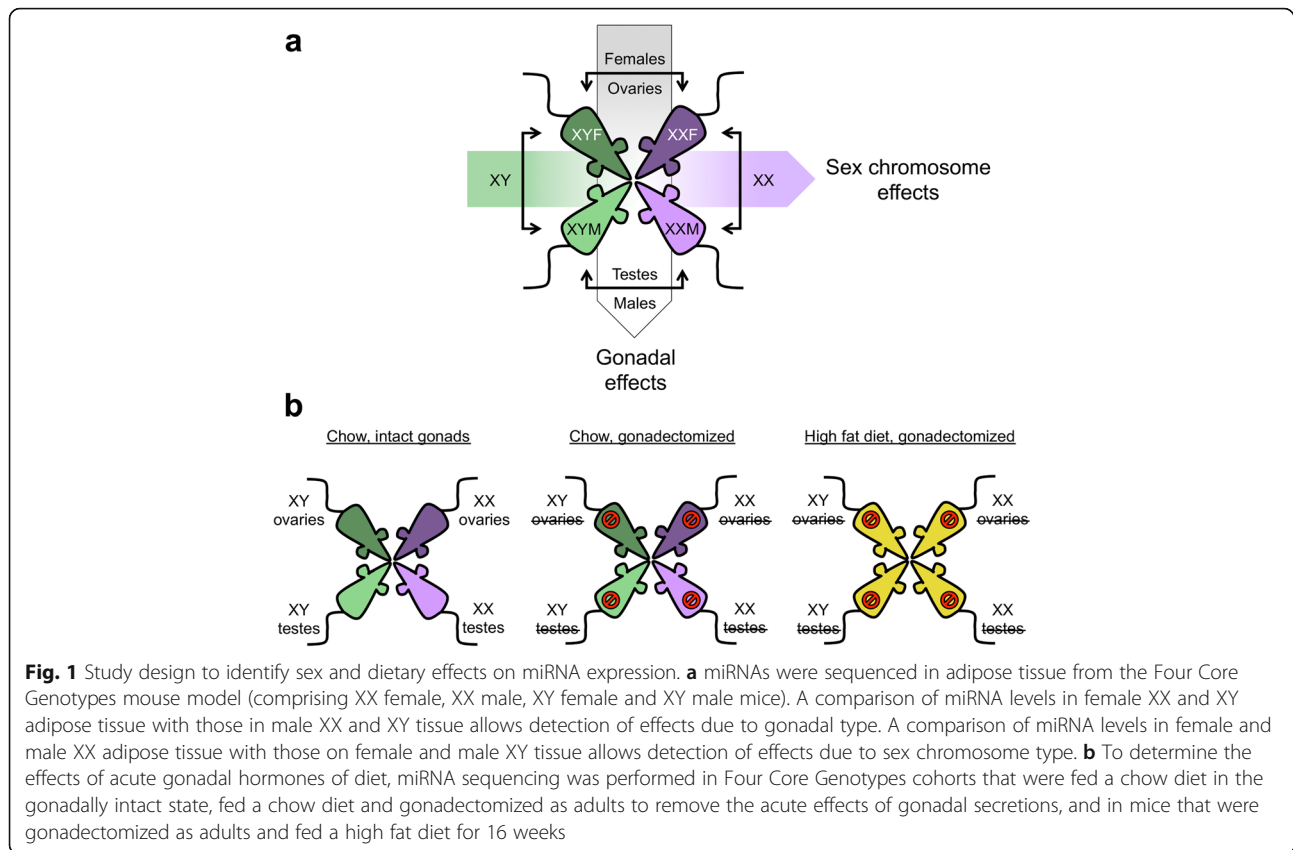 a
Females
Ovaries
XYF
XXF
XY
XX
Sex chromosome
effects
XYM
XXM
Testes
Males
Gonadal
effects
b
Chow, intact gonads
Chow, gonadectomized
High fat diet, gonadectomized
XY
ovaries
XX
ovaries
XY
ovaries
XX
ovaries
XY
ovaries
XX
ovaries
XY
testes
XX
testes
XY
testes
XX
testes
XY
testes
XX
testes
Fig. 1 Study design to identify sex and dietary effects on miRNA expression. a miRNAs were sequenced in adipose tissue from the Four Core
Genotypes mouse model (comprising XX female, XX male, XY female and XY male mice). A comparison of miRNA levels in female XX and XY
adipose tissue with those in male XX and XY tissue allows detection of effects due to gonadal type. A comparison of miRNA levels in female and
male XX adipose tissue with those on female and male XY tissue allows detection of effects due to sex chromosome type. b To determine the
effects of acute gonadal hormones of diet, miRNA sequencing was performed in Four Core Genotypes cohorts that were fed a chow diet in the
gonadally intact state, fed a chow diet and gonadectomized as adults to remove the acute effects of gonadal secretions, and in mice that were
gonadectomized as adults and fed a high fat diet for 16 weeks